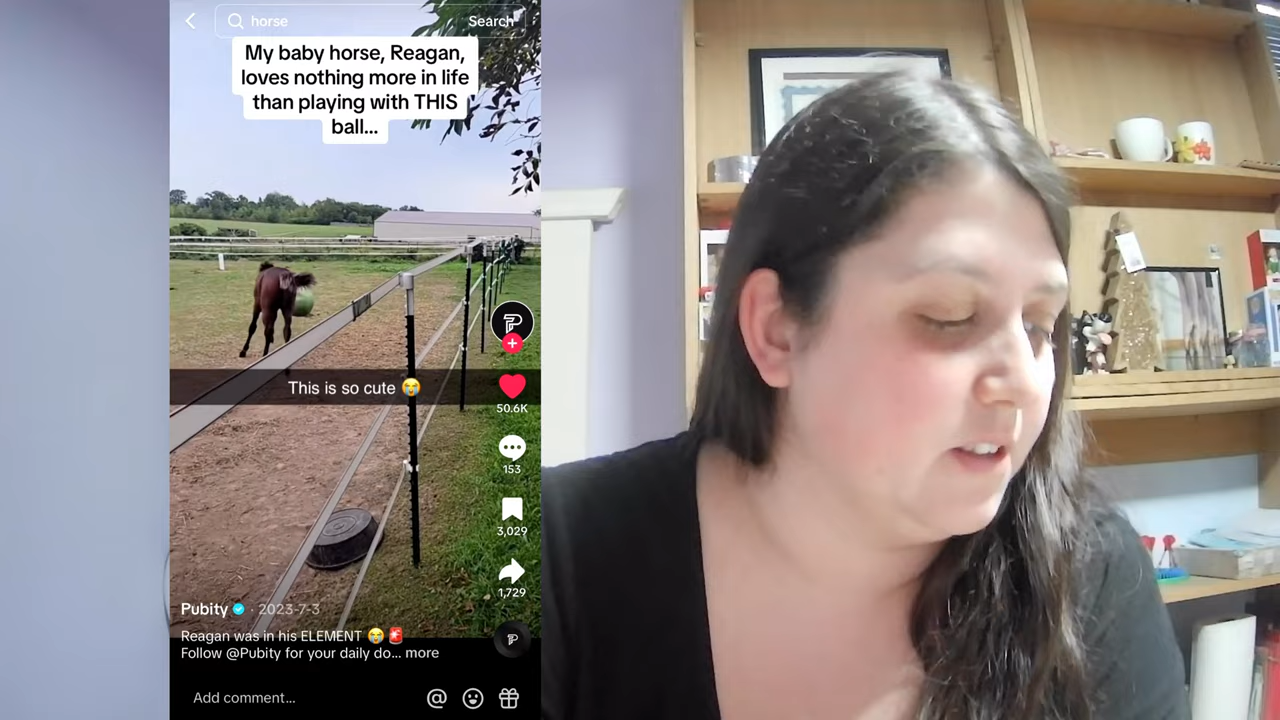 horse
Search
My baby horse, Reagan,
loves nothing more in life
than playing with THIS
ball...
This is so cute 😭
50.6K
153
3,029
1,729
Pubity · 2023-7-3
Reagan was in his ELEMENT 😭🚨
Follow @Pubity for your daily do... more
Add comment...